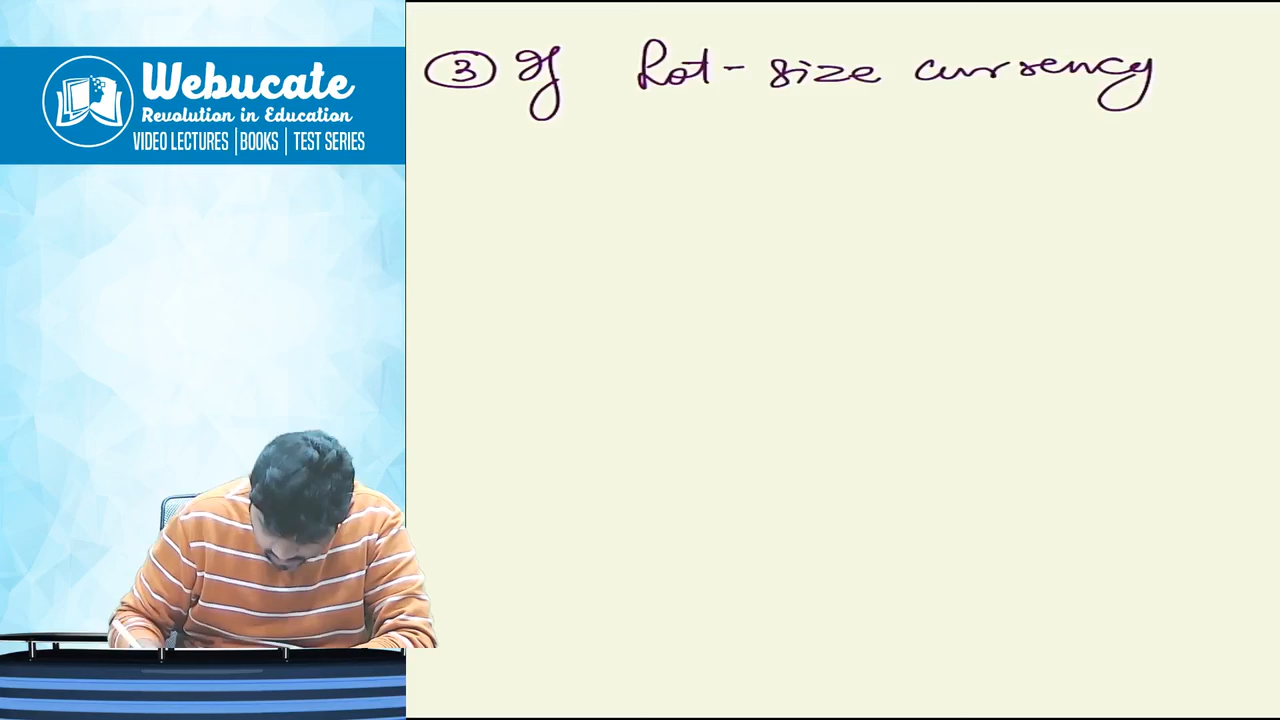 Webucate
Revolution in Education
VIDEO LECTURES | BOOKS | TEST SERIES
③ If Lot-size currency